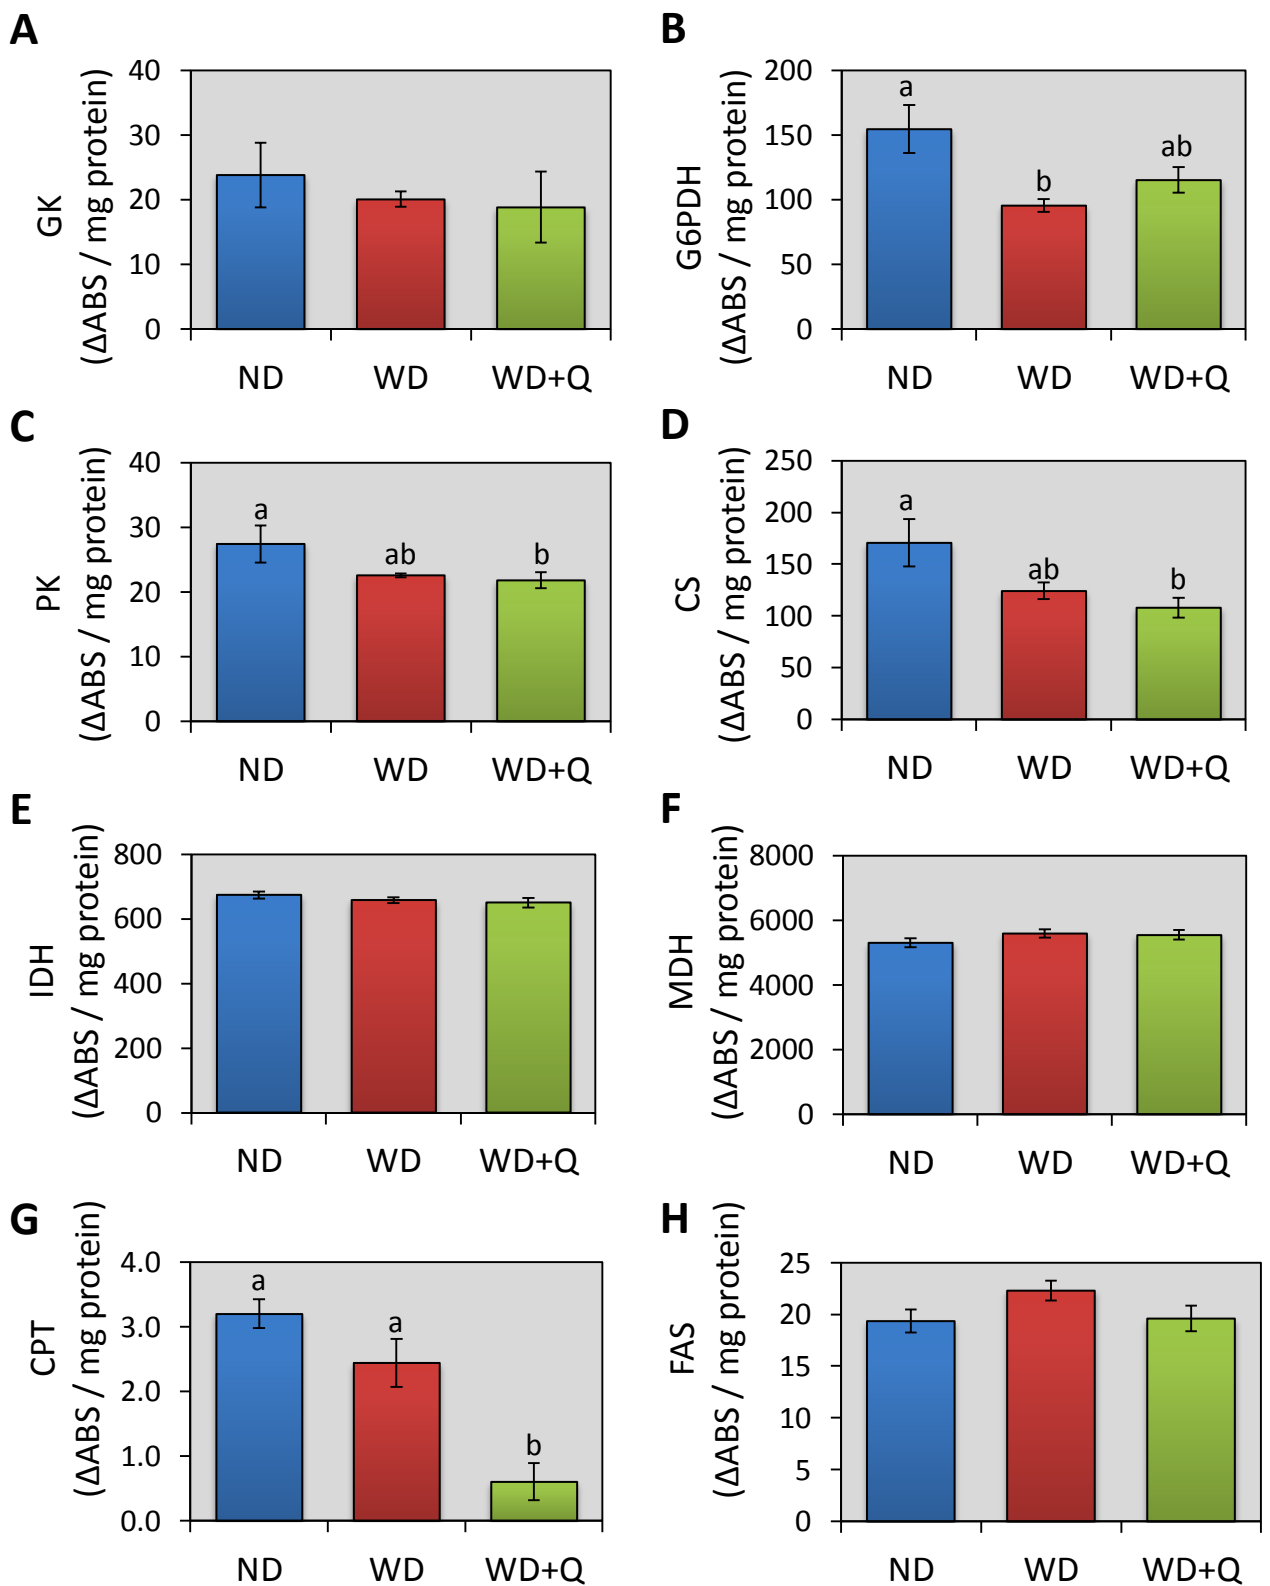 A
GK
(ΔABS / mg protein)
40
30
20
10
0
ND WD WD+Q
B
G6PDH
(ΔABS / mg protein)
200
150
100
50
0
a
b
ab
ND WD WD+Q
C
PK
(ΔABS / mg protein)
40
30
20
10
0
a
ab
b
ND WD WD+Q
D
CS
(ΔABS / mg protein)
250
200
150
100
50
0
a
ab
b
ND WD WD+Q
E
IDH
(ΔABS / mg protein)
800
600
400
200
0
ND WD WD+Q
F
MDH
(ΔABS / mg protein)
8000
6000
4000
2000
0
ND WD WD+Q
G
CPT
(ΔABS / mg protein)
4.0
3.0
2.0
1.0
0.0
a
a
b
ND WD WD+Q
H
FAS
(ΔABS / mg protein)
25
20
15
10
5
0
ND WD WD+Q